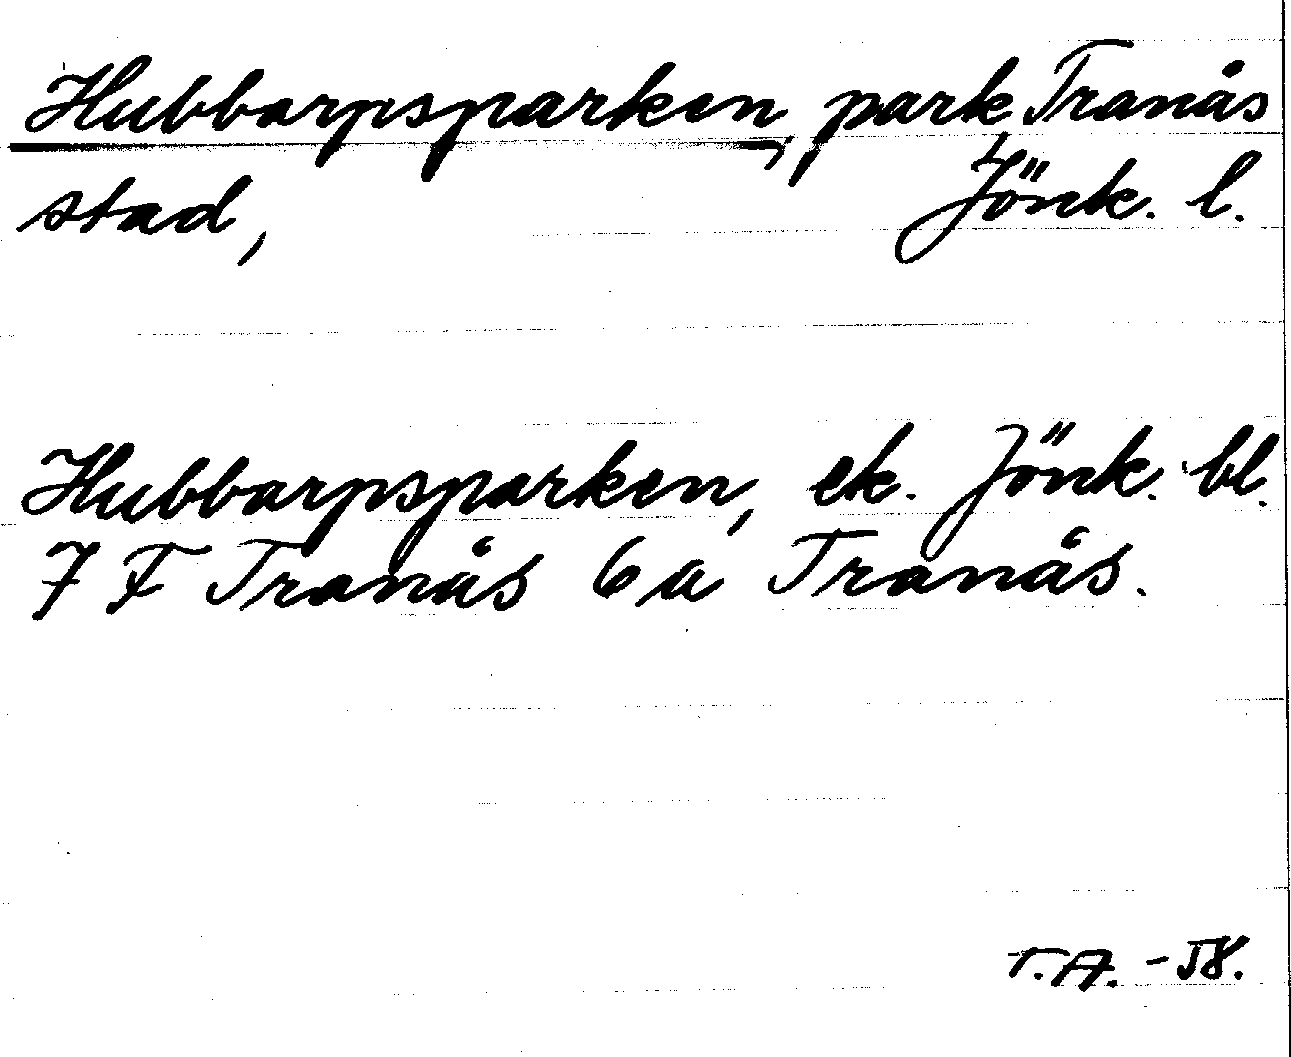 Hubbarpsparken, park, Tranås
stad, Jönk. l.
Hubbarpsparken, ek. Jönk. bl.
7 F Tranås 6 a Tranås.
T.A. -58.